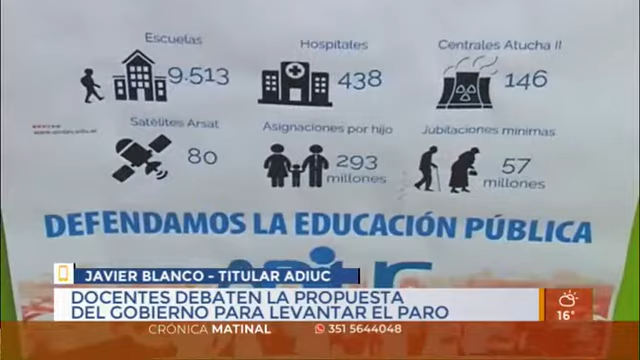 Escuelas
9.513
Hospitales
438
Centrales Atucha II
146
Satélites Arsat
80
Asignaciones por hijo
293
millones
Jubilaciones mínimas
57
millones
DEFENDAMOS LA EDUCACIÓN PÚBLICA
JAVIER BLANCO - TITULAR ADIUC
DOCENTES DEBATEN LA PROPUESTA
DEL GOBIERNO PARA LEVANTAR EL PARO
16°
CRÓNICA MATINAL
351 5644048